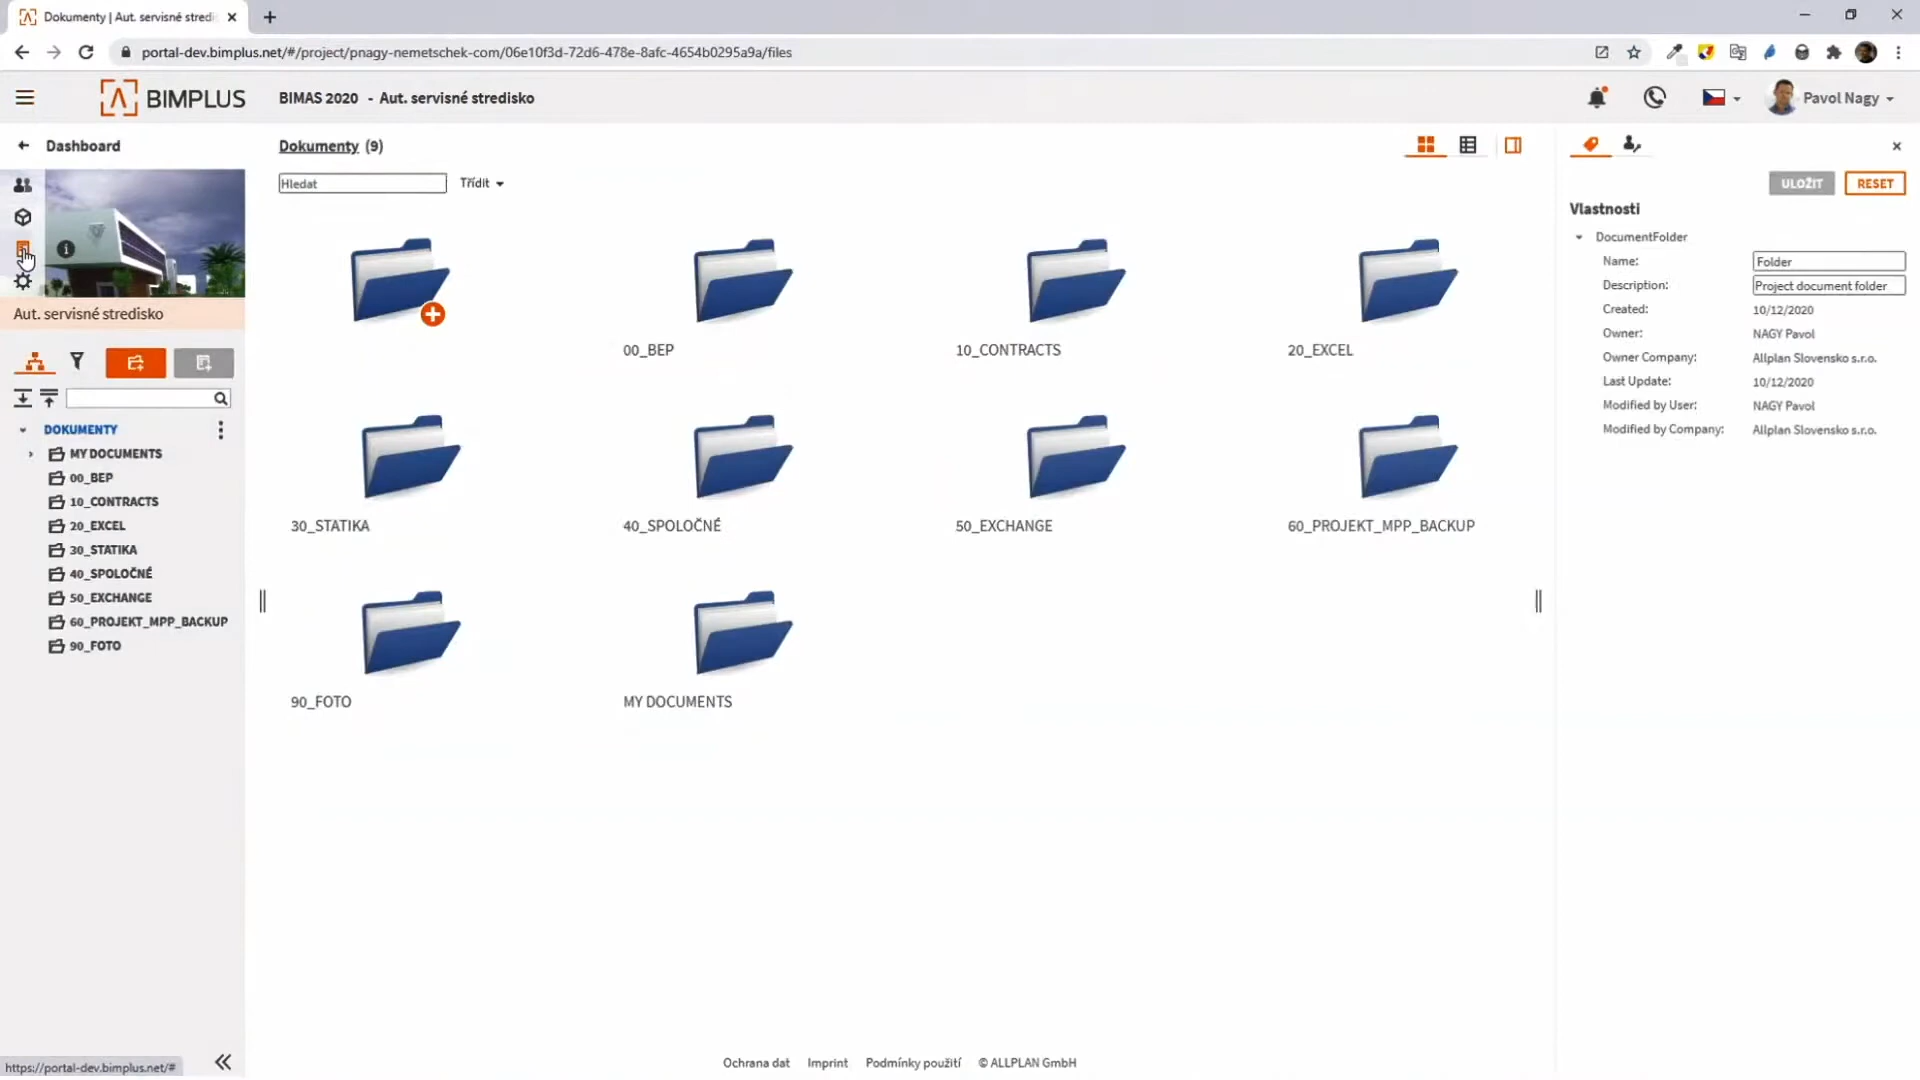 Dokumenty | Aut. servisné stredi
portal-dev.bimplus.net/#/project/pnagy-nemetschek-com/06e10f3d-72d6-478e-8afc-4654b0295a9a/files
BIMPLUS
BIMAS 2020 - Aut. servisné stredisko
Pavol Nagy
Dashboard
Dokumenty (9)
Hledat
Třídit
ULOŽIT
RESET
Vlastnosti
DocumentFolder
Name: Folder
Description: Project document folder
Created: 10/12/2020
Owner: NAGY Pavol
Owner Company: Allplan Slovensko s.r.o.
Last Update: 10/12/2020
Modified by User: NAGY Pavol
Modified by Company: Allplan Slovensko s.r.o.
Aut. servisné stredisko
DOKUMENTY
MY DOCUMENTS
00_BEP
10_CONTRACTS
20_EXCEL
30_STATIKA
40_SPOLOČNÉ
50_EXCHANGE
60_PROJEKT_MPP_BACKUP
90_FOTO
00_BEP
10_CONTRACTS
20_EXCEL
30_STATIKA
40_SPOLOČNÉ
50_EXCHANGE
60_PROJEKT_MPP_BACKUP
90_FOTO
MY DOCUMENTS
https://portal-dev.bimplus.net/#
Ochrana dat
Imprint
Podmínky použití
© ALLPLAN GmbH